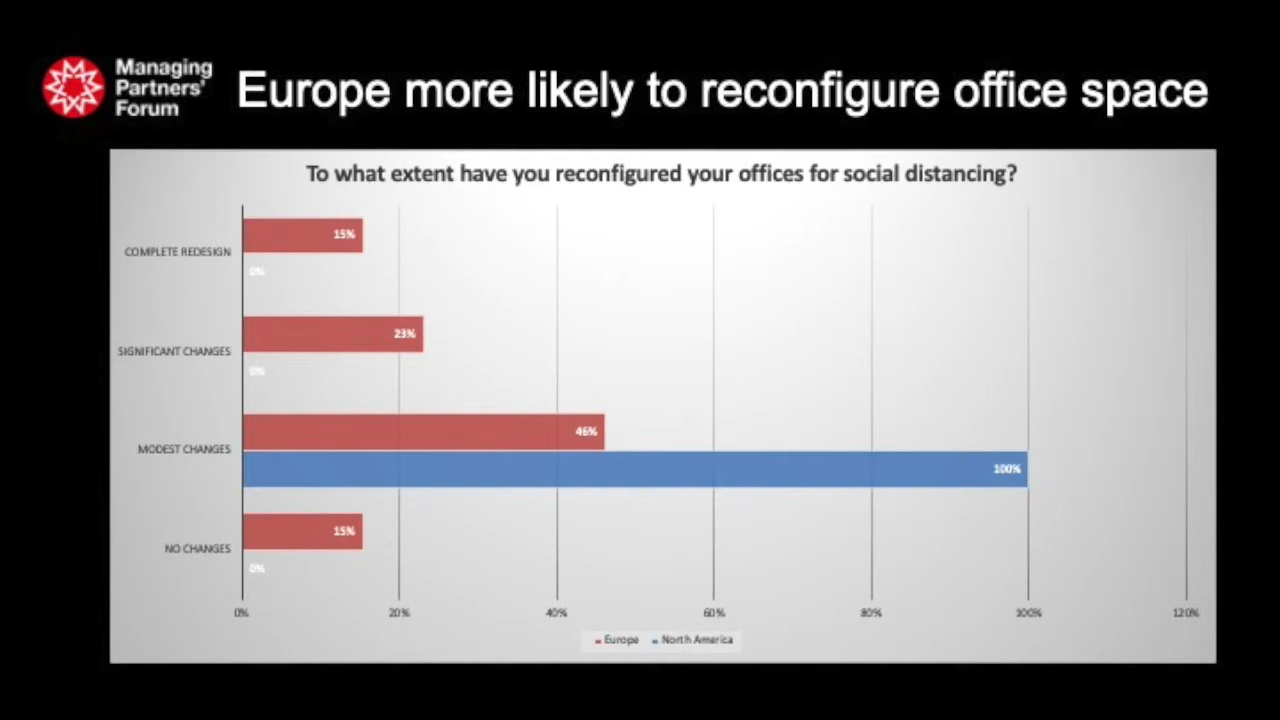 Managing
Partners'
Forum
Europe more likely to reconfigure office space
To what extent have you reconfigured your offices for social distancing?
COMPLETE REDESIGN
15%
0%
SIGNIFICANT CHANGES
23%
0%
MODEST CHANGES
46%
100%
NO CHANGES
15%
0%
0% 20% 40% 60% 80% 100% 120%
Europe North America